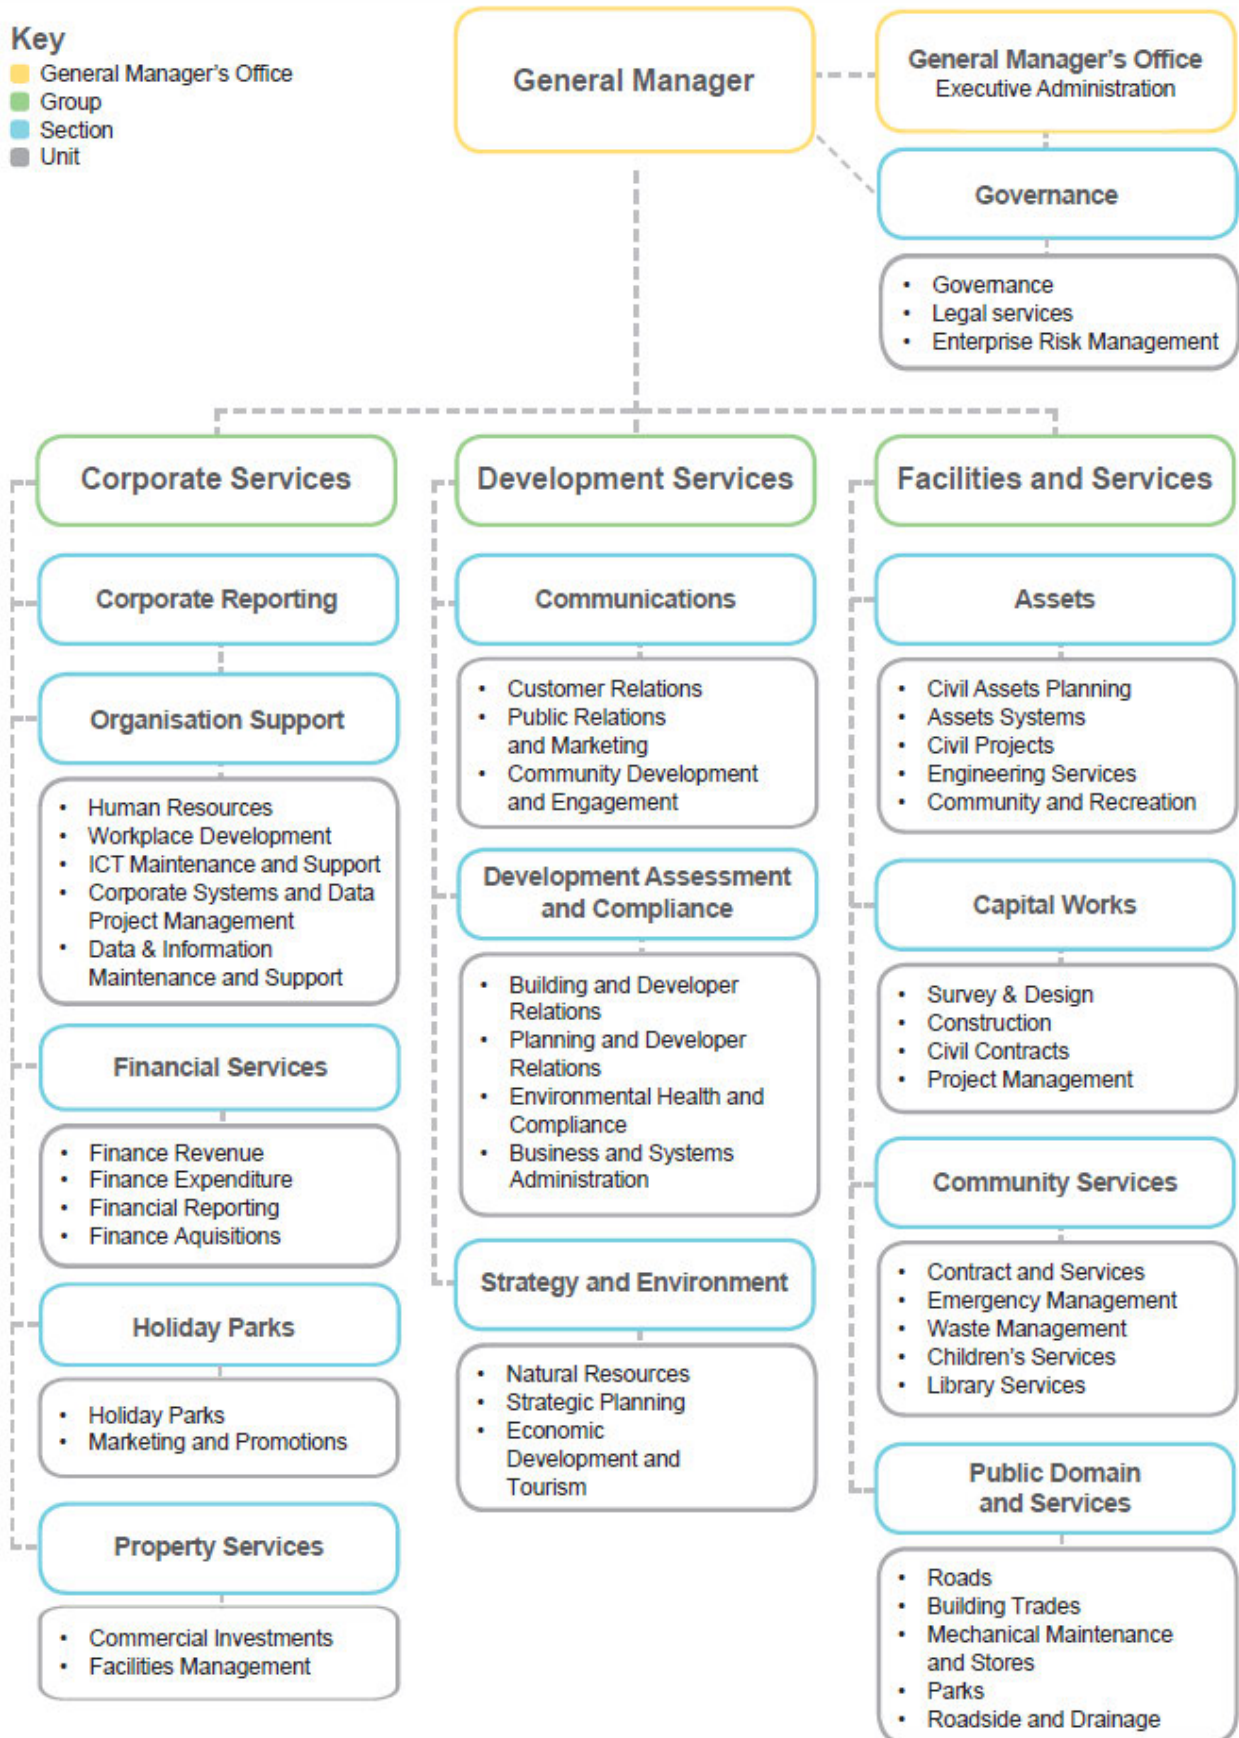 Key
General Manager's Office
Group
Section
Unit
General Manager
General Manager's Office
Executive Administration
Governance
• Governance
• Legal services
• Enterprise Risk Management
Corporate Services
Corporate Reporting
Organisation Support
• Human Resources
• Workplace Development
• ICT Maintenance and Support
• Corporate Systems and Data
Project Management
• Data & Information
Maintenance and Support
Financial Services
• Finance Revenue
• Finance Expenditure
• Financial Reporting
• Finance Aquisitions
Holiday Parks
• Holiday Parks
• Marketing and Promotions
Property Services
• Commercial Investments
• Facilities Management
Development Services
Communications
• Customer Relations
• Public Relations
and Marketing
• Community Development
and Engagement
Development Assessment
and Compliance
• Building and Developer
Relations
• Planning and Developer
Relations
• Environmental Health and
Compliance
• Business and Systems
Administration
Strategy and Environment
• Natural Resources
• Strategic Planning
• Economic
Development and
Tourism
Facilities and Services
Assets
• Civil Assets Planning
• Assets Systems
• Civil Projects
• Engineering Services
• Community and Recreation
Capital Works
• Survey & Design
• Construction
• Civil Contracts
• Project Management
Community Services
• Contract and Services
• Emergency Management
• Waste Management
• Children's Services
• Library Services
Public Domain
and Services
• Roads
• Building Trades
• Mechanical Maintenance
and Stores
• Parks
• Roadside and Drainage